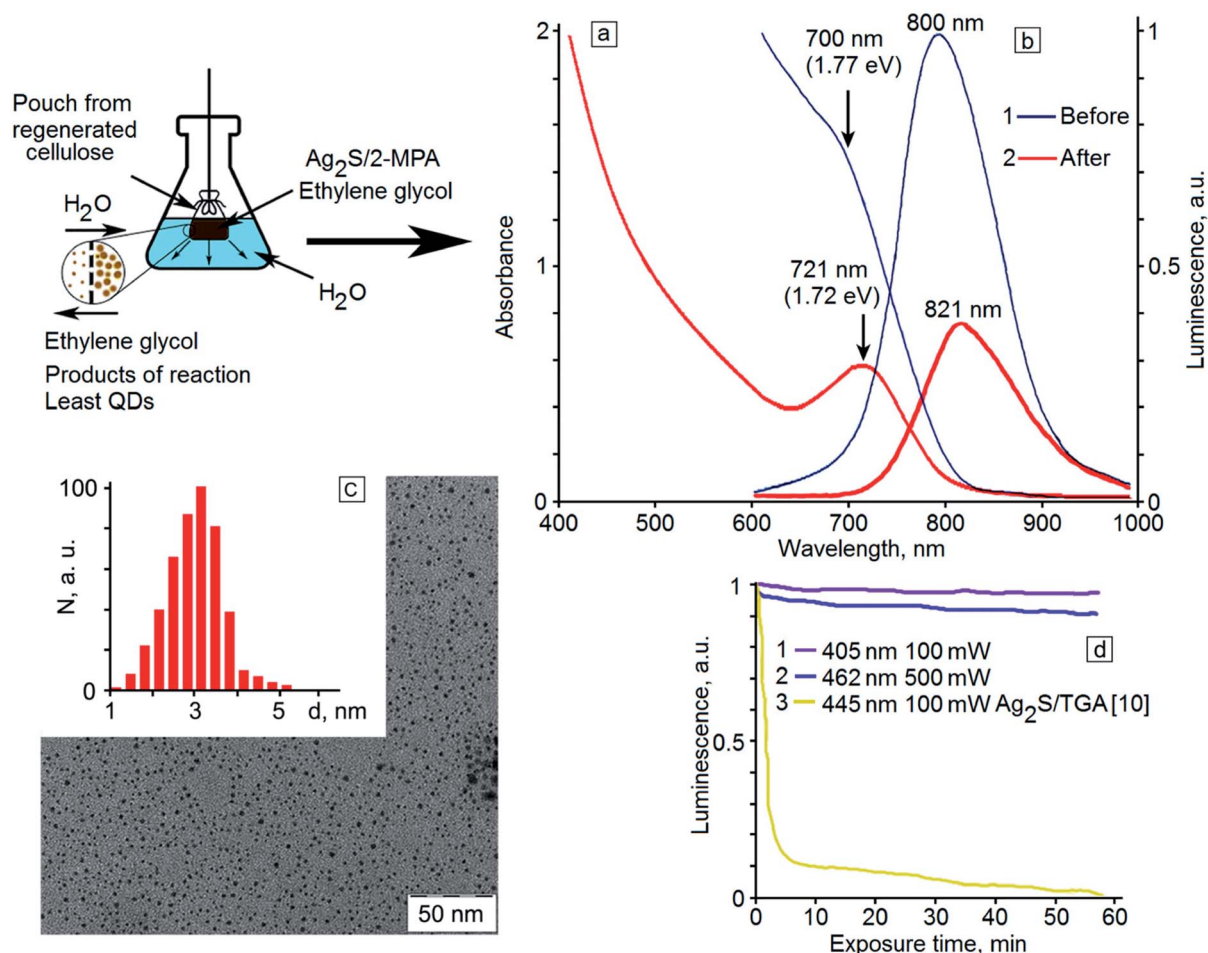 Pouch from
regenerated
cellulose
H2O
Ag2S/2-MPA
Ethylene glycol
H2O
Ethylene glycol
Products of reaction
Least QDs
a
b
2
1
0
Absorbance
700 nm
(1.77 eV)
800 nm
1 Before
2 After
721 nm
(1.72 eV)
821 nm
1
0.5
0
Luminescence, a.u.
400 500 600 700 800 900 1000
Wavelength, nm
c
100
0
N, a. u.
1 3 5 d, nm
50 nm
d
1
0.5
0
Luminescence, a.u.
1 405 nm 100 mW
2 462 nm 500 mW
3 445 nm 100 mW Ag2S/TGA [10]
0 10 20 30 40 50 60
Exposure time, min